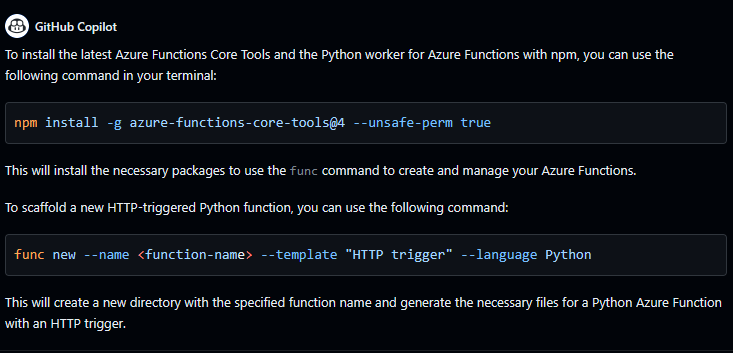 GitHub Copilot
To install the latest Azure Functions Core Tools and the Python worker for Azure Functions with npm, you can use the
following command in your terminal:
npm install -g azure-functions-core-tools@4 --unsafe-perm true
This will install the necessary packages to use the func command to create and manage your Azure Functions.
To scaffold a new HTTP-triggered Python function, you can use the following command:
func new --name <function-name> --template "HTTP trigger" --language Python
This will create a new directory with the specified function name and generate the necessary files for a Python Azure Function
with an HTTP trigger.